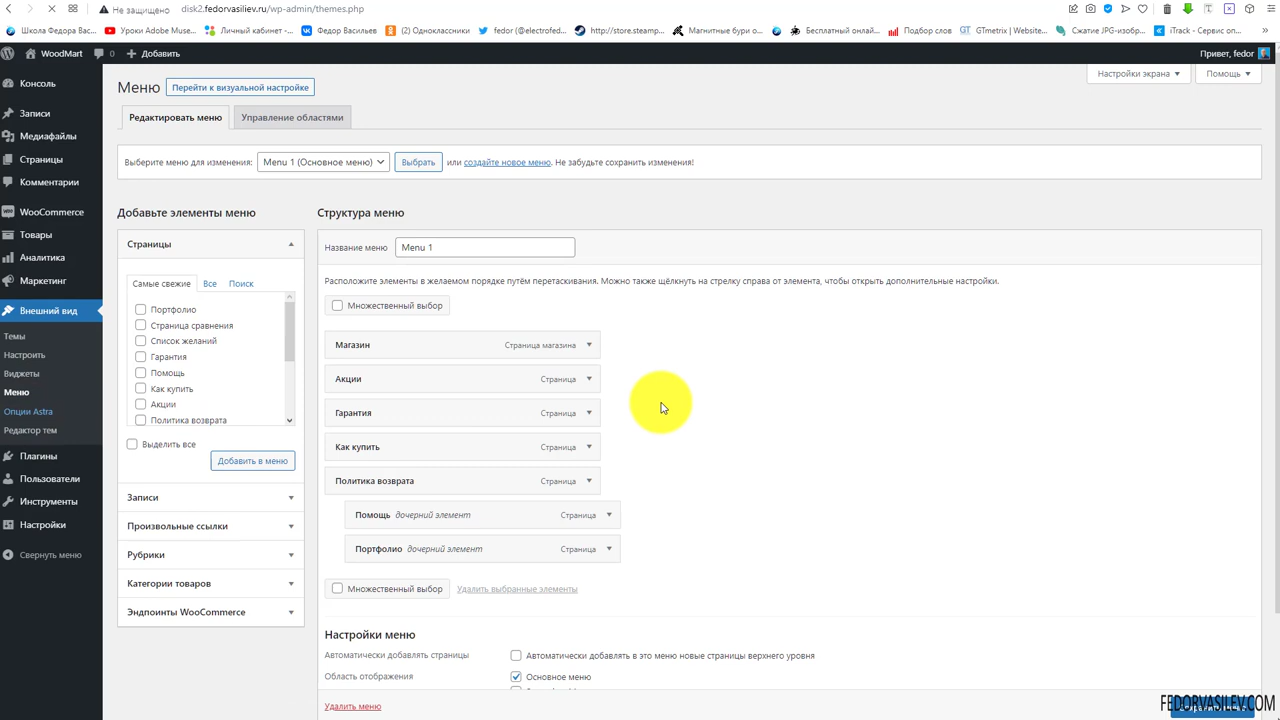 Не защищено disk2.fedorvasiliev.ru/wp-admin/themes.php
Школа Федора Вас... Уроки Adobe Muse... Личный кабинет -... Федор Васильев (2) Одноклассники fedor (@electrofed... http://store.steamp... Магнитные бури о... Бесплатный онлайн... Подбор слов GTmetrix | Website... Сжатие JPG-изобр... iTrack - Сервис оп...
WoodMart 0 Добавить Привет, fedor
Настройки экрана Помощь
Консоль
Записи
Медиафайлы
Страницы
Комментарии
WooCommerce
Товары
Аналитика
Маркетинг
Внешний вид
Темы
Настроить
Виджеты
Меню
Опции Astra
Редактор тем
Плагины
Пользователи
Инструменты
Настройки
Свернуть меню
Меню Перейти к визуальной настройке
Редактировать меню Управление областями
Выберите меню для изменения: Menu 1 (Основное меню) Выбрать или создайте новое меню. Не забудьте сохранить изменения!
Добавьте элементы меню
Страницы
Самые свежие Все Поиск
Портфолио
Страница сравнения
Список желаний
Гарантия
Помощь
Как купить
Акции
Политика возврата
Выделить все
Добавить в меню
Записи
Произвольные ссылки
Рубрики
Категории товаров
Эндпоинты WooCommerce
Структура меню
Название меню Menu 1
Расположите элементы в желаемом порядке путём перетаскивания. Можно также щёлкнуть на стрелку справа от элемента, чтобы открыть дополнительные настройки.
Множественный выбор
Магазин Страница магазина
Акции Страница
Гарантия Страница
Как купить Страница
Политика возврата Страница
Помощь дочерний элемент Страница
Портфолио дочерний элемент Страница
Множественный выбор Удалить выбранные элементы
Настройки меню
Автоматически добавлять страницы Автоматически добавлять в это меню новые страницы верхнего уровня
Область отображения Основное меню
Удалить меню
FEDORVASILEV.COM